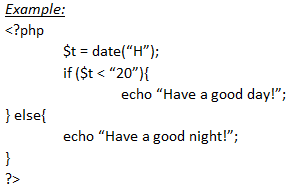 Example:
<?php
$t = date(“H”);
if ($t < “20”){
echo “Have a good day!”;
} else{
echo “Have a good night!”;
}
?>